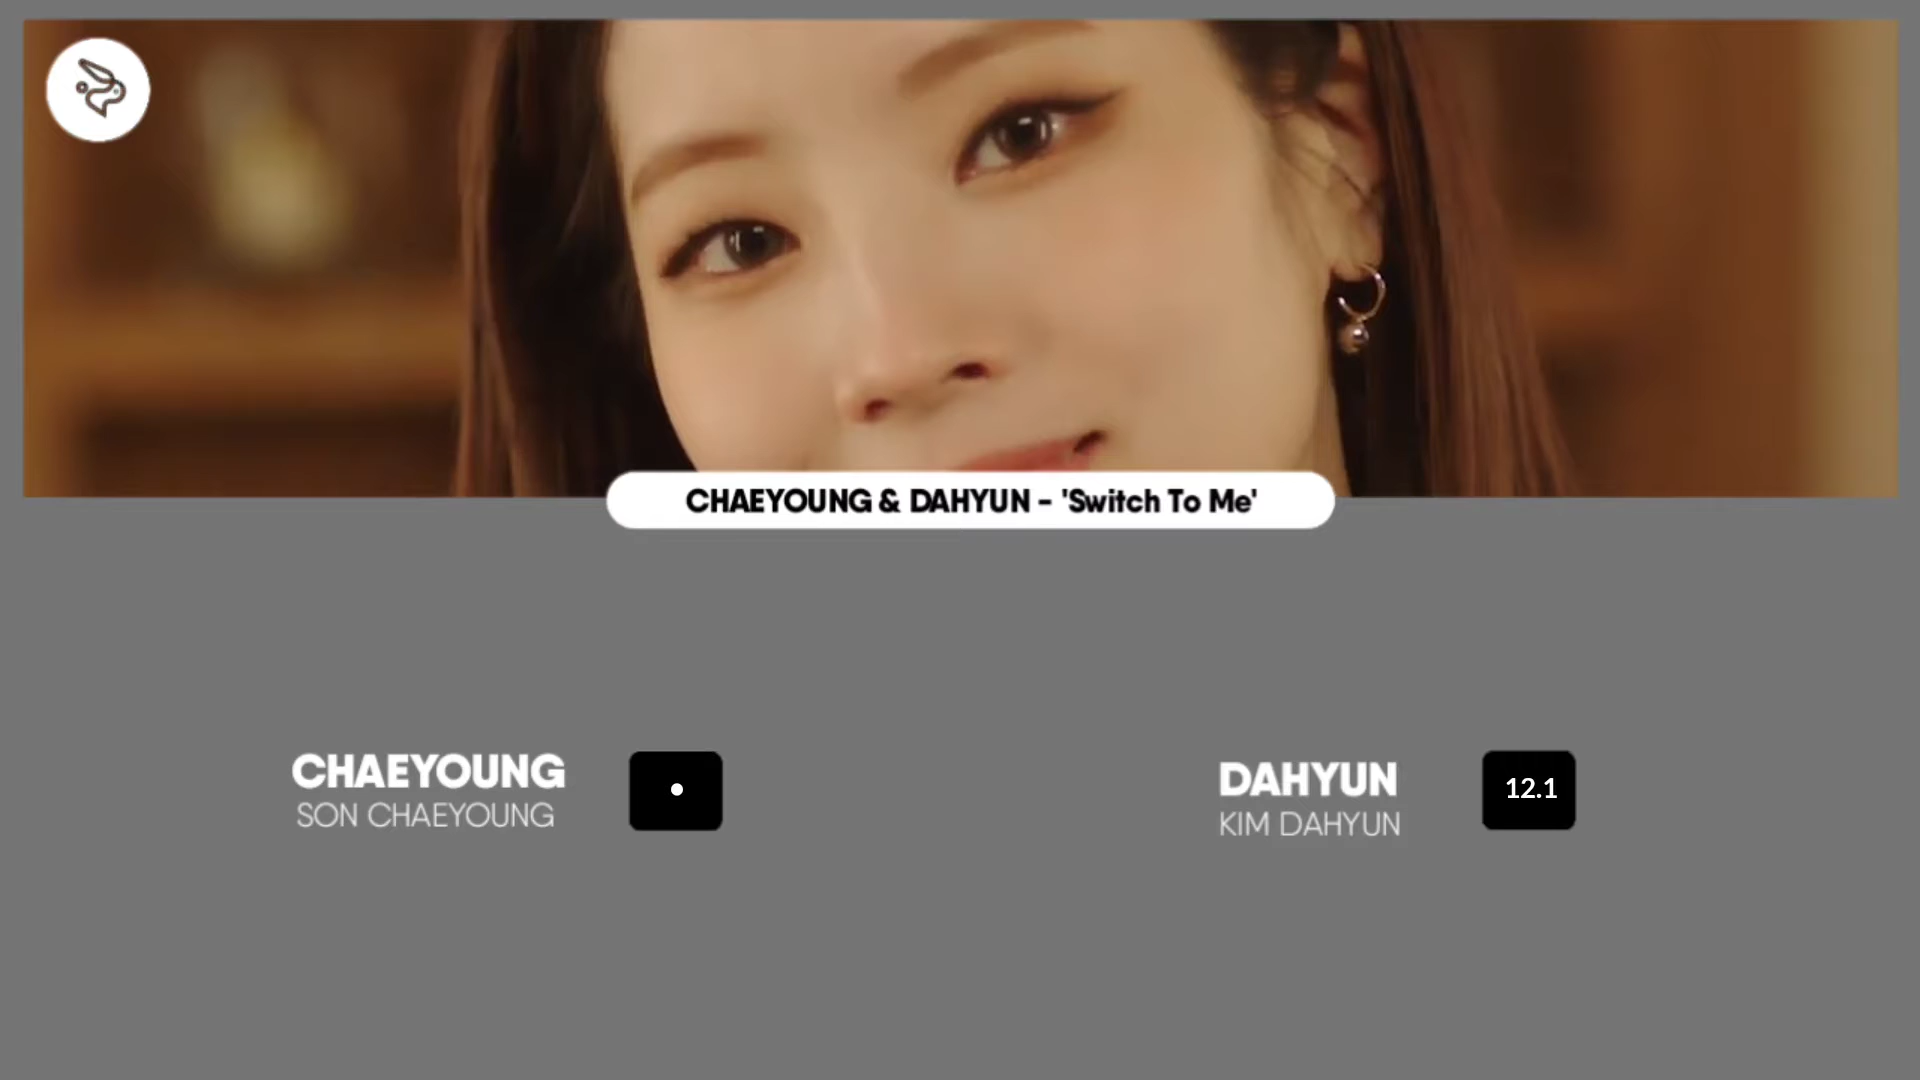 CHAEYOUNG & DAHYUN - 'Switch To Me'
CHAEYOUNG
SON CHAEYOUNG
•
DAHYUN
KIM DAHYUN
12.1